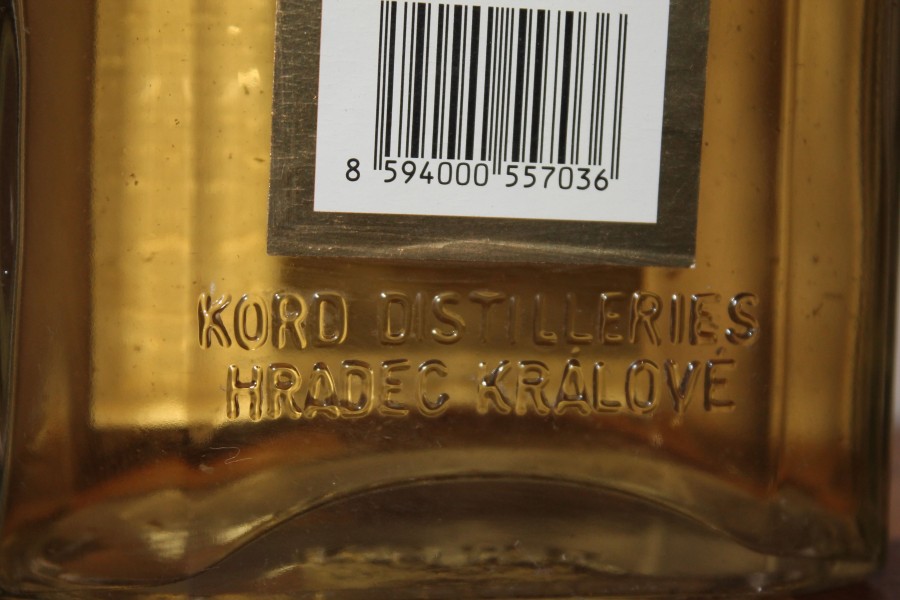 8 594000 557036
KORD DISTILLERIES
HRADEC KRÁLOVÉ